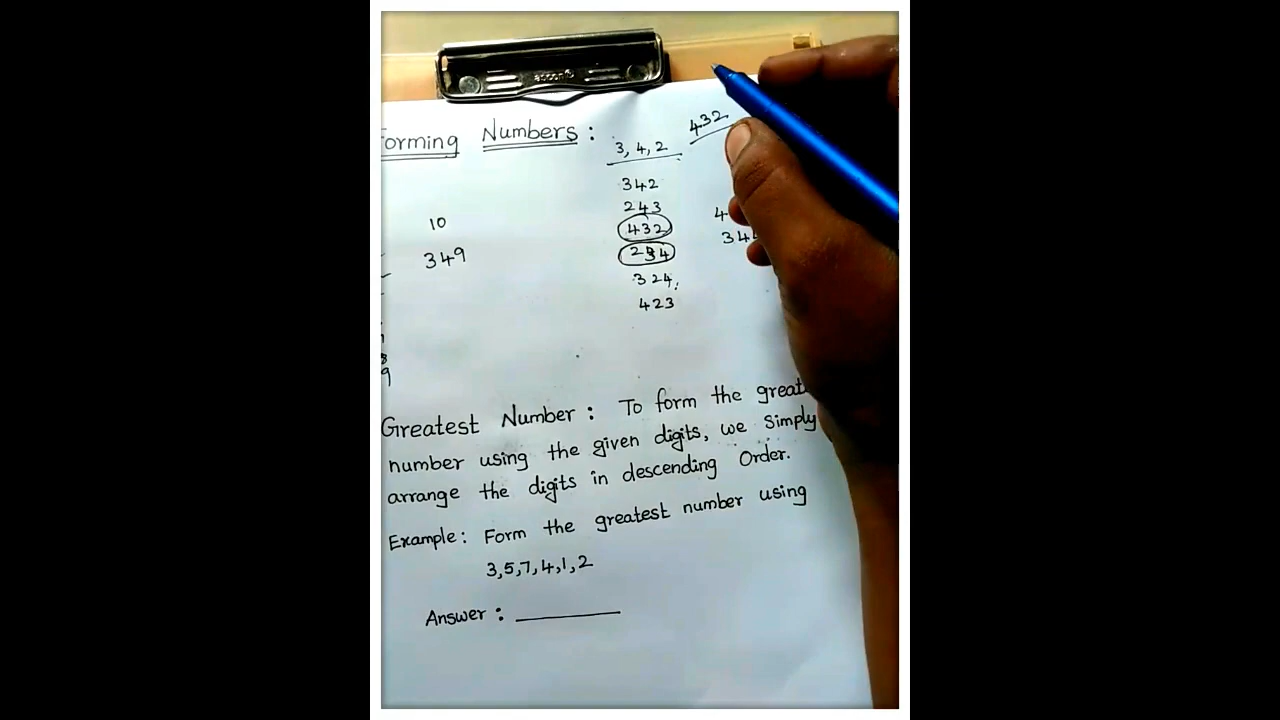 Forming Numbers :
3, 4, 2
432
342
243
432
234
324
423
10
349
Greatest Number : To form the
number using the given digits, we simply
arrange the digits in descending Order.
Example: Form the greatest number using
3,5,7,4,1,2
Answer :